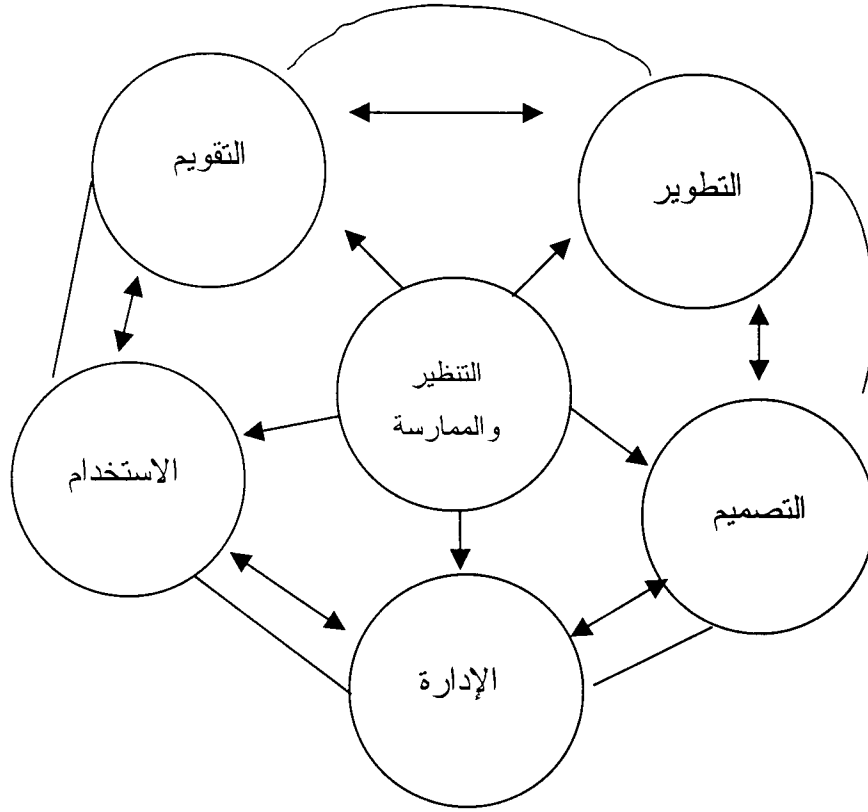 التقويم
التطوير
التنظير
والممارسة
الاستخدام
التصميم
الإدارة